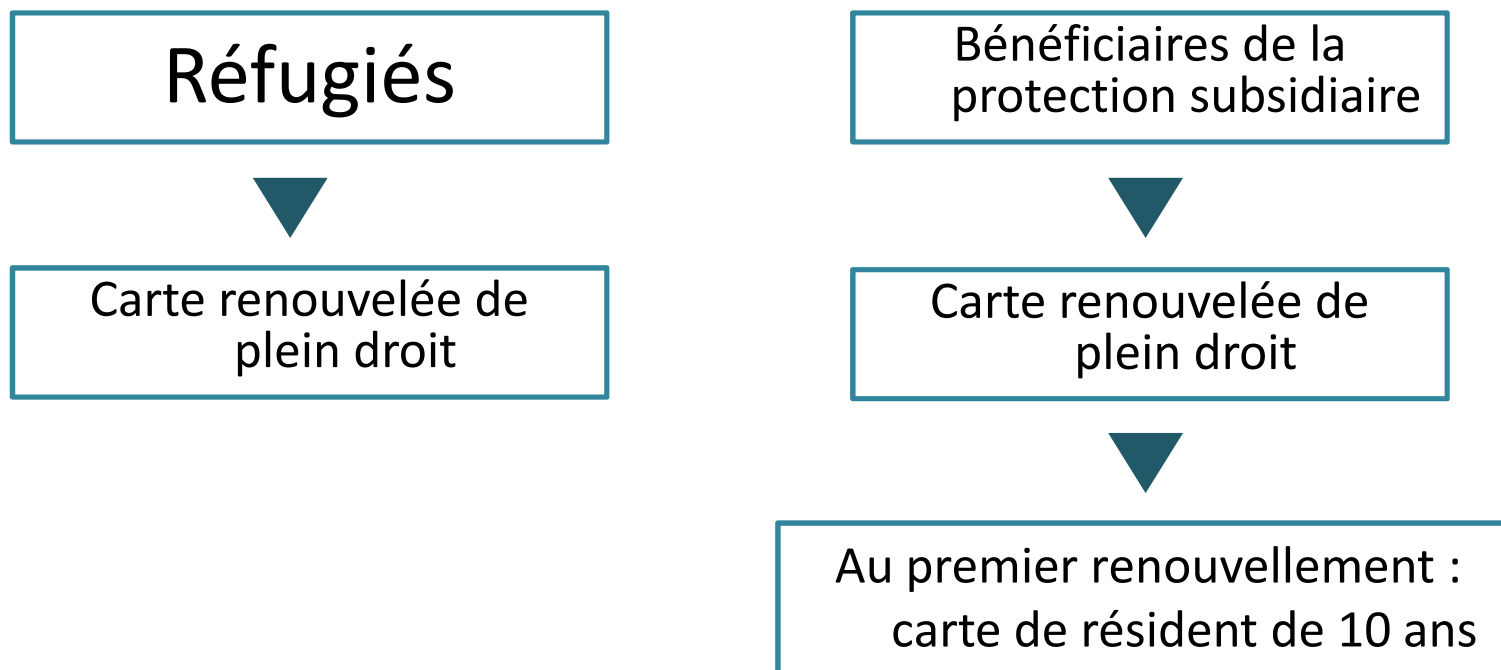 Réfugiés
Carte renouvelée de
plein droit
Bénéficiaires de la
protection subsidiaire
Carte renouvelée de
plein droit
Au premier renouvellement :
carte de résident de 10 ans